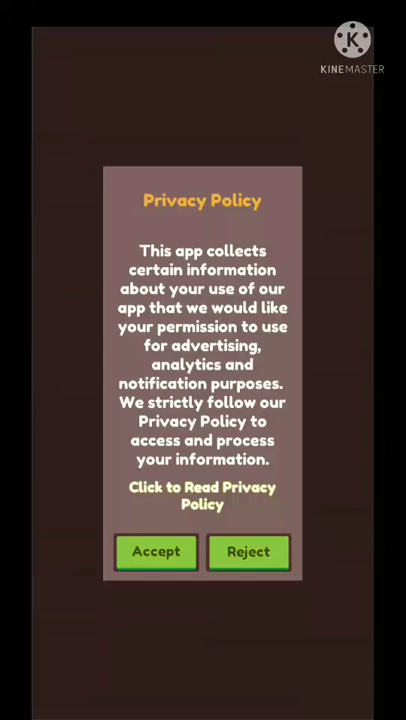 K
KINEMASTER
Privacy Policy
This app collects
certain information
about your use of our
app that we would like
your permission to use
for advertising,
analytics and
notification purposes.
We strictly follow our
Privacy Policy to
access and process
your information.
Click to Read Privacy
Policy
Accept Reject